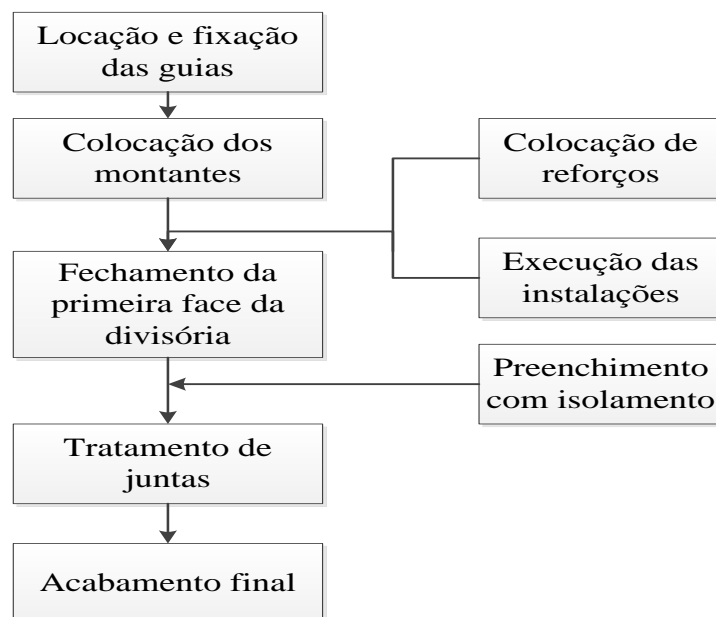 Locação e fixação
das guias
Colocação dos
montantes
Colocação de
reforços
Fechamento da
primeira face da
divisória
Execução das
instalações
Preenchimento
com isolamento
Tratamento de
juntas
Acabamento final